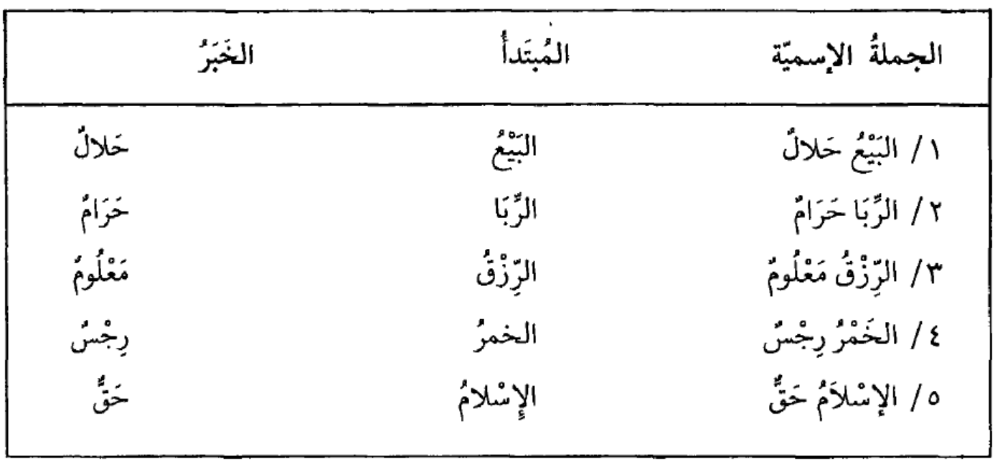 الجملةُ الإسميّة المُبتَدأُ الخَبَرُ
١/ البَيْعُ حَلالٌ البَيْعُ حَلالٌ
٢/ الرِّبَا حَرَامٌ الرِّبَا حَرَامٌ
٣/ الرِّزْقُ مَعْلُومٌ الرِّزْقُ مَعْلُومٌ
٤/ الخَمْرُ رِجْسٌ الخمرُ رِجْسٌ
٥/ الإسْلاَمُ حَقٌّ الإِسْلامُ حَقٌّ